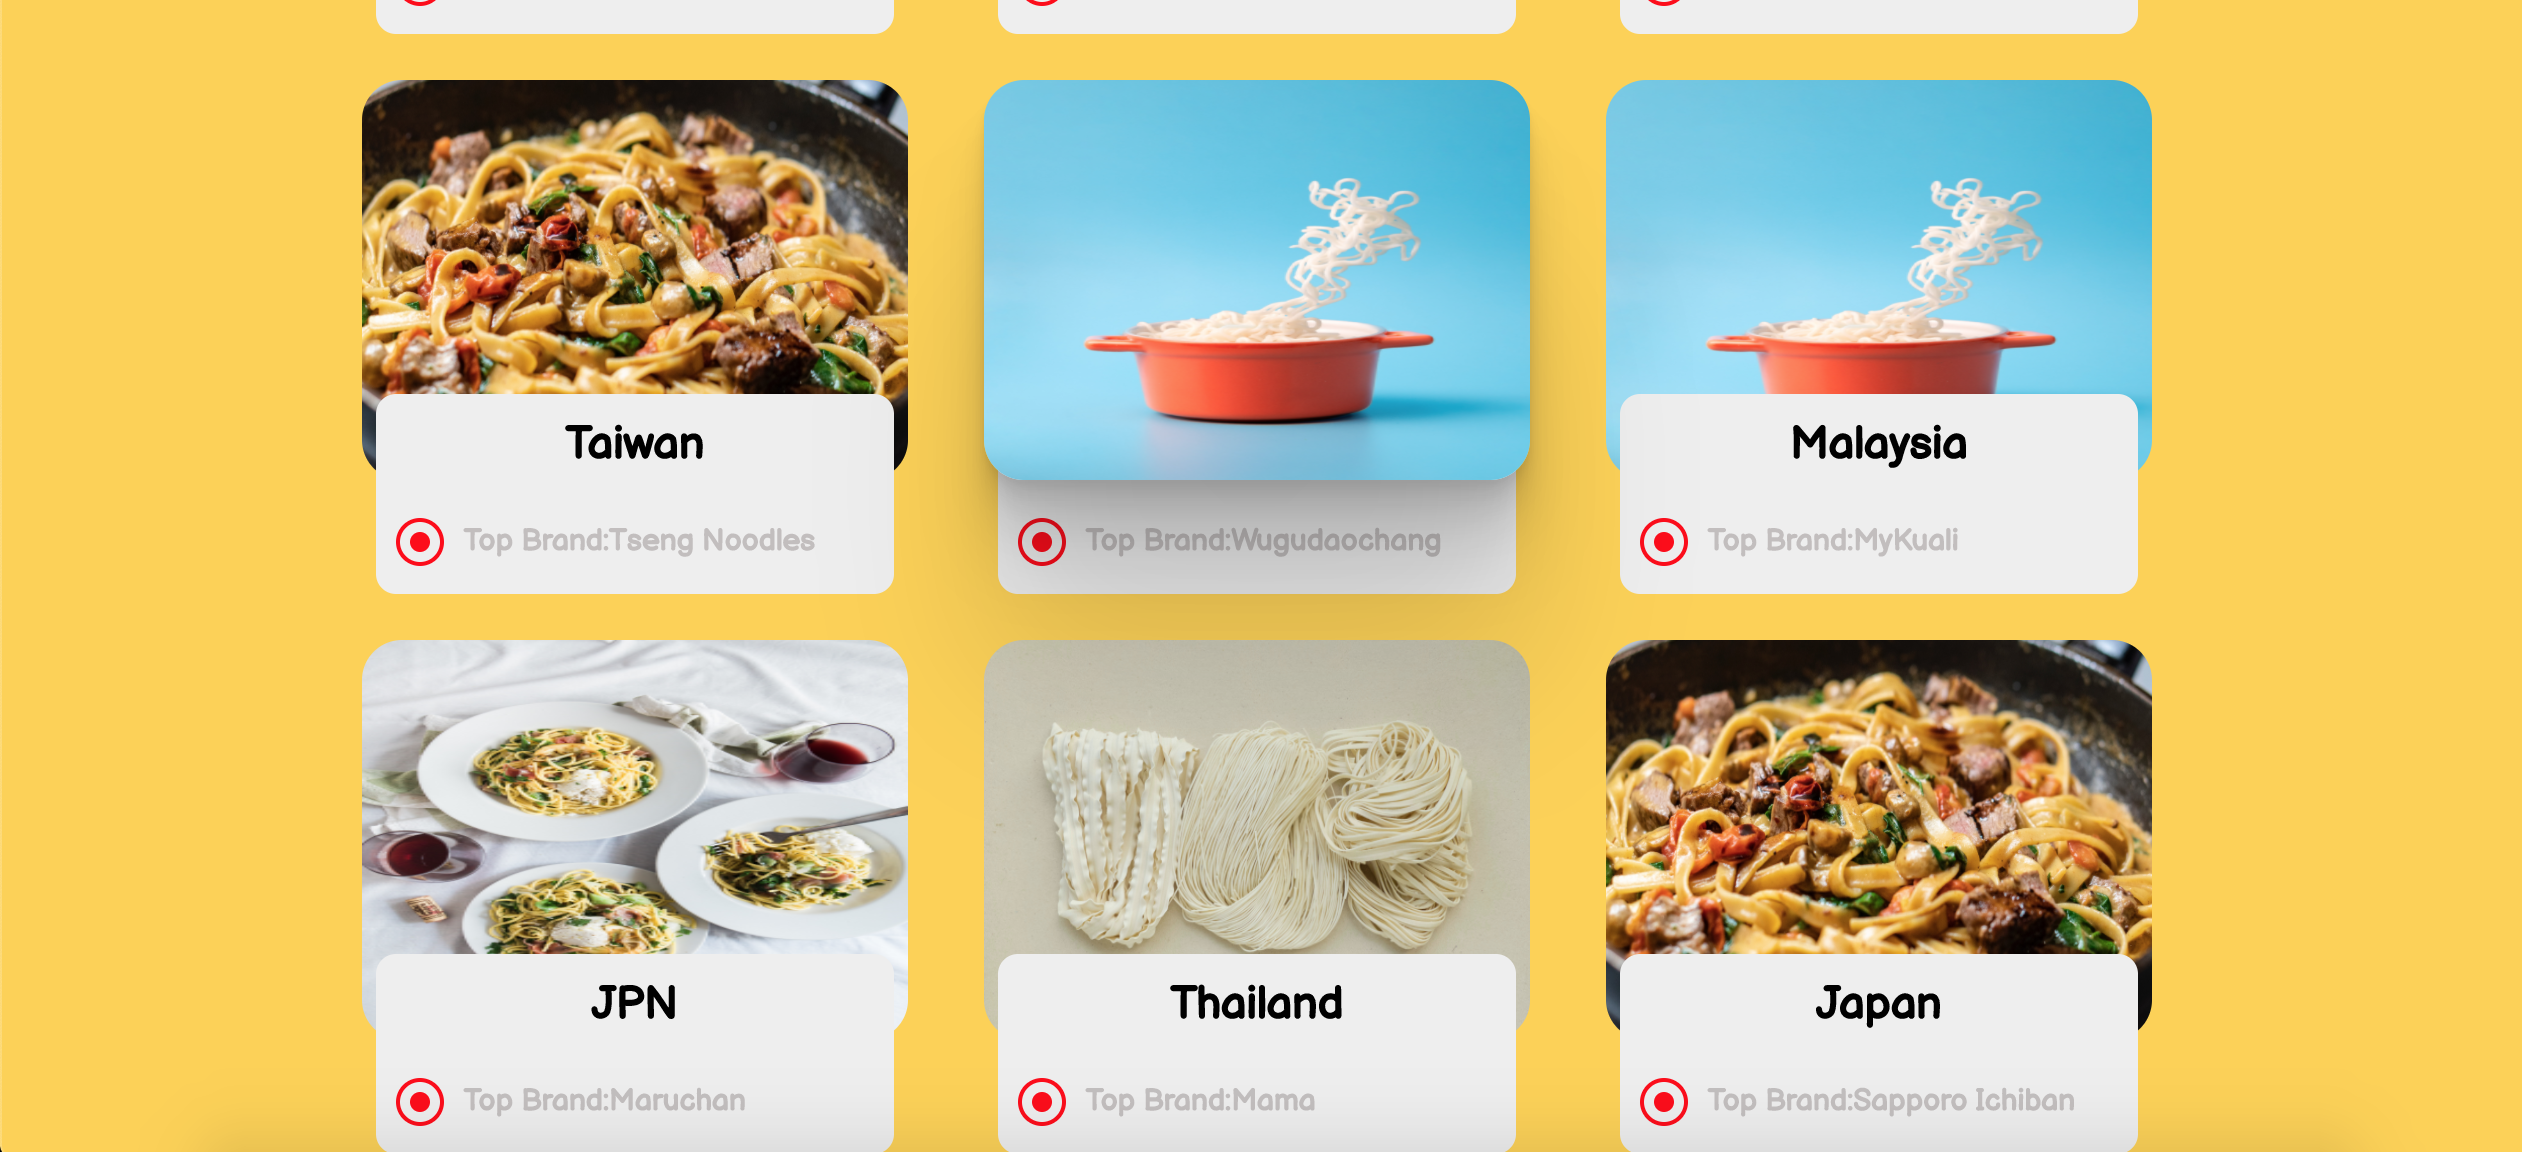 Taiwan
Top Brand:Tseng Noodles
Top Brand:Wugudaochang
Malaysia
Top Brand:MyKuali
JPN
Top Brand:Maruchan
Thailand
Top Brand:Mama
Japan
Top Brand:Sapporo Ichiban